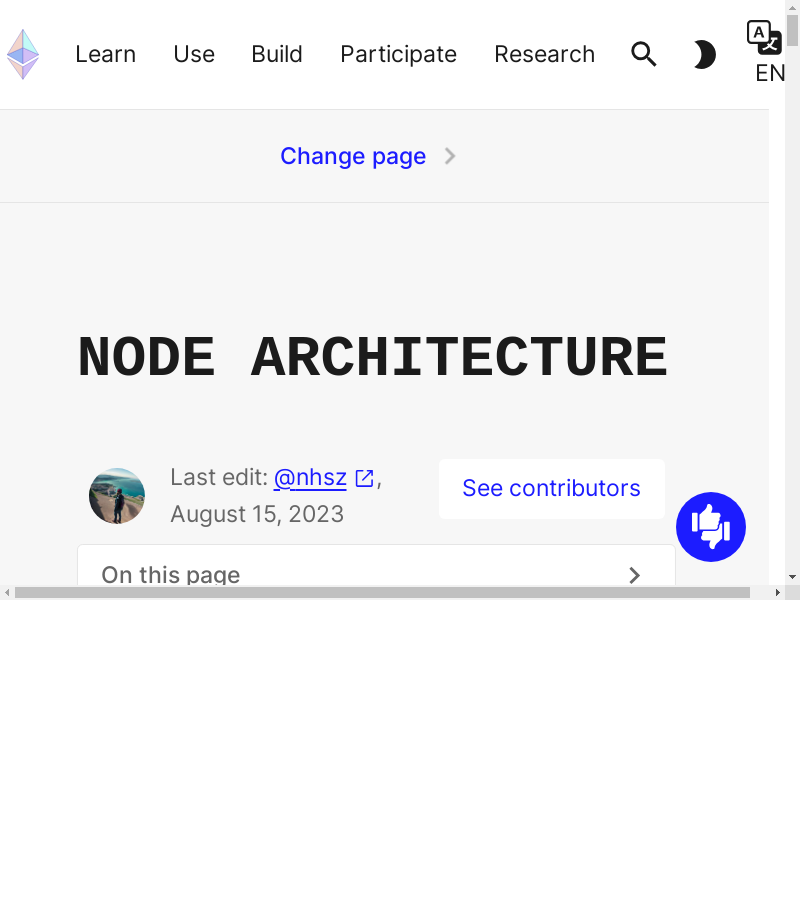 Learn Use Build Participate Research
EN
Change page
NODE ARCHITECTURE
Last edit: @nhsz ,
August 15, 2023
See contributors
On this page